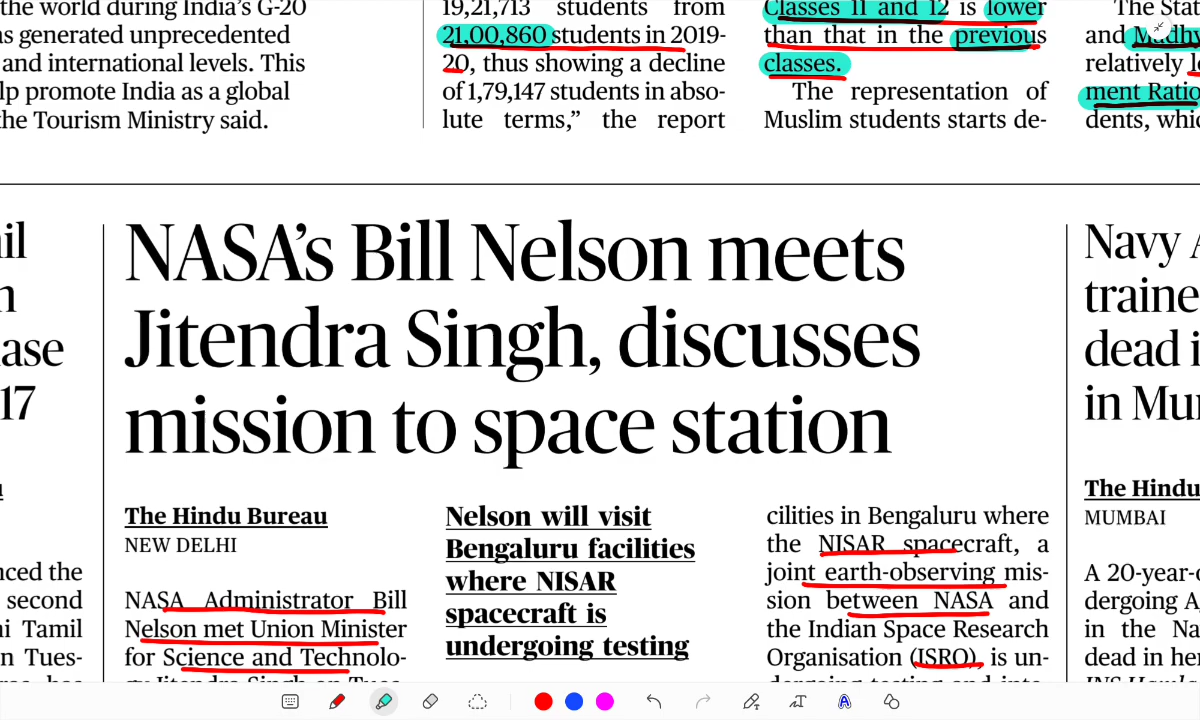 the world during India's G-20
s generated unprecedented
and international levels. This
lp promote India as a global
he Tourism Ministry said.
19,21,713 students from
21,00,860 students in 2019-
20, thus showing a decline
of 1,79,147 students in abso-
lute terms,” the report
Classes 11 and 12 is lower
than that in the previous
classes.
The representation of
Muslim students starts de-
The Stat
and Madhy
relatively l
ment Ratio
dents, whic
il
n
ase
17
NASA’s Bill Nelson meets
Jitendra Singh, discusses
mission to space station
The Hindu Bureau
NEW DELHI
NASA Administrator Bill
Nelson met Union Minister
for Science and Technolo-
Nelson will visit
Bengaluru facilities
where NISAR
spacecraft is
undergoing testing
cilities in Bengaluru where
the NISAR spacecraft, a
joint earth-observing mis-
sion between NASA and
the Indian Space Research
Organisation (ISRO), is un-
nced the
second
i Tamil
n Tues-
Navy A
traine
dead i
in Mu
The Hindu
MUMBAI
A 20-year-o
dergoing A
in the Na
dead in her